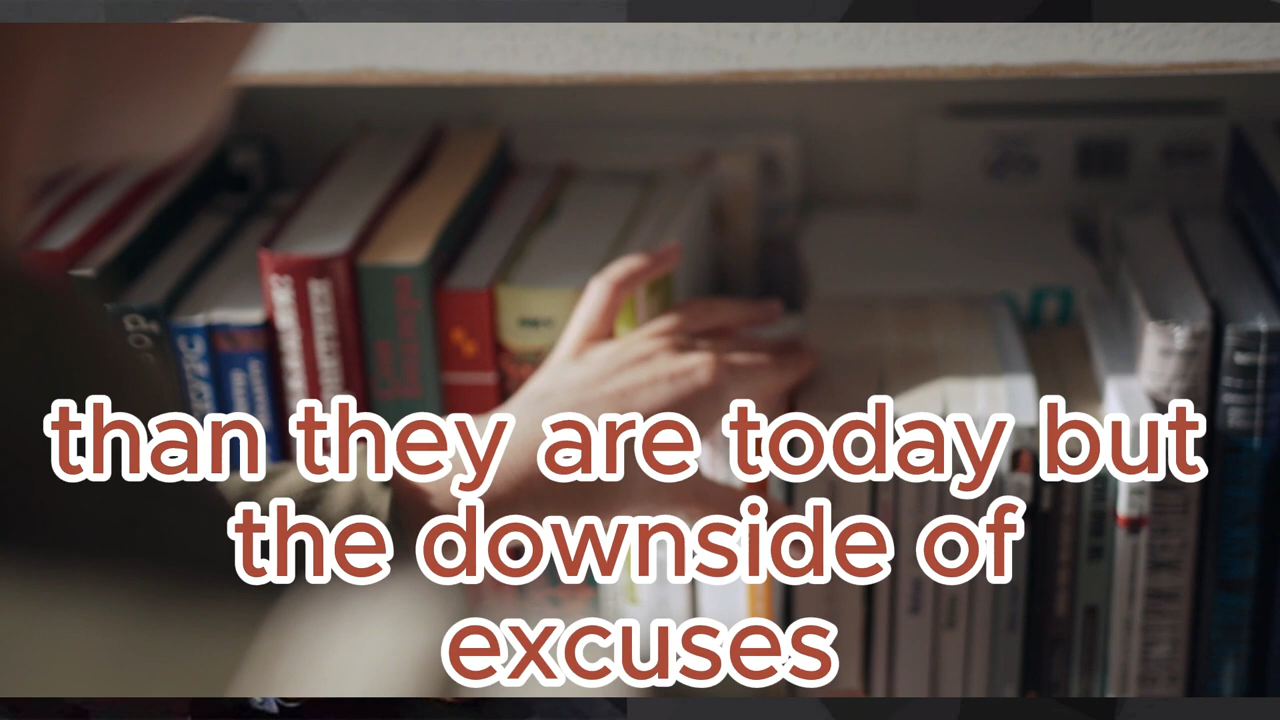 than they are today but
the downside of
excuses